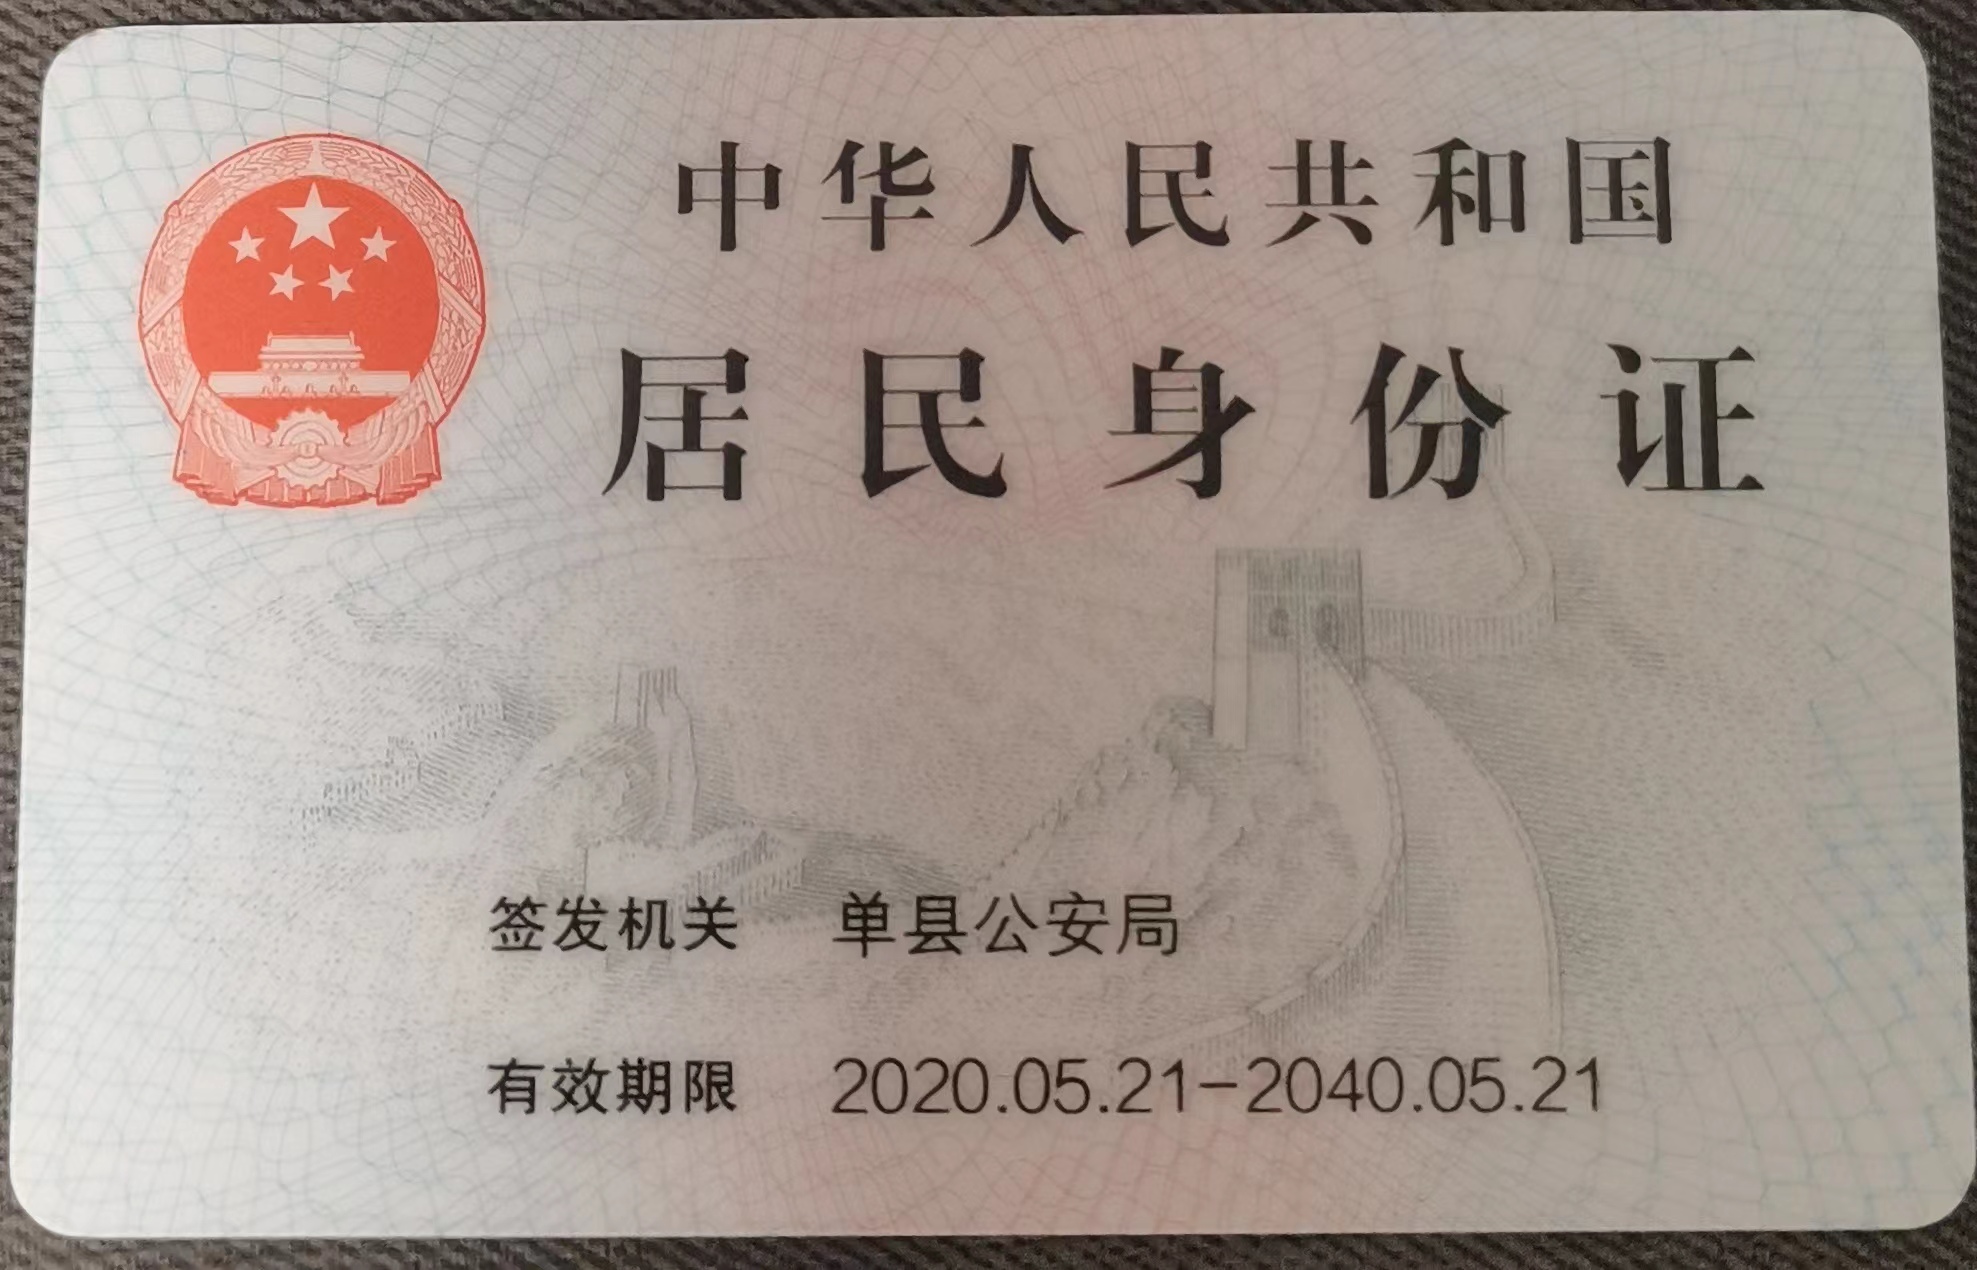 中华人民共和国
居民身份证
签发机关 单县公安局
有效期限 2020.05.21-2040.05.21